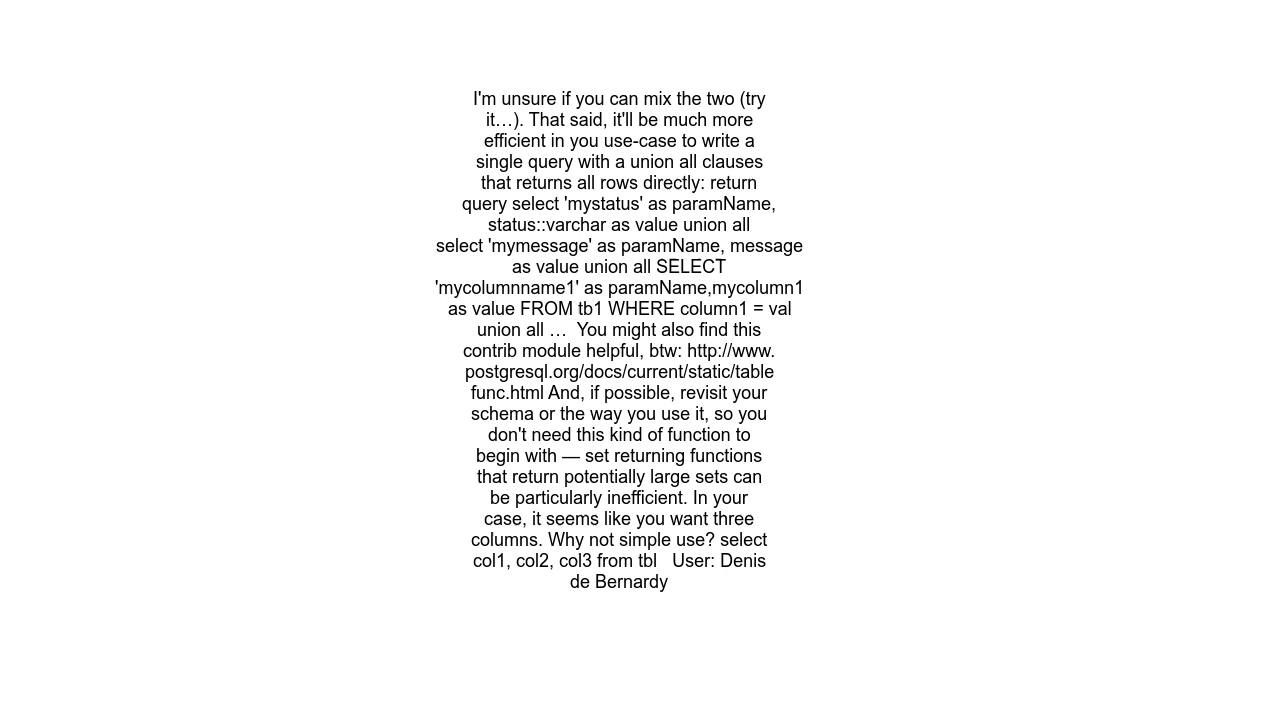 I'm unsure if you can mix the two (try
it…). That said, it'll be much more
efficient in you use-case to write a
single query with a union all clauses
that returns all rows directly: return
query select 'mystatus' as paramName,
status::varchar as value union all
select 'mymessage' as paramName, message
as value union all SELECT
'mycolumnname1' as paramName,mycolumn1
as value FROM tb1 WHERE column1 = val
union all …  You might also find this
contrib module helpful, btw: http://www.
postgresql.org/docs/current/static/table
func.html And, if possible, revisit your
schema or the way you use it, so you
don't need this kind of function to
begin with — set returning functions
that return potentially large sets can
be particularly inefficient. In your
case, it seems like you want three
columns. Why not simple use? select
col1, col2, col3 from tbl   User: Denis
de Bernardy